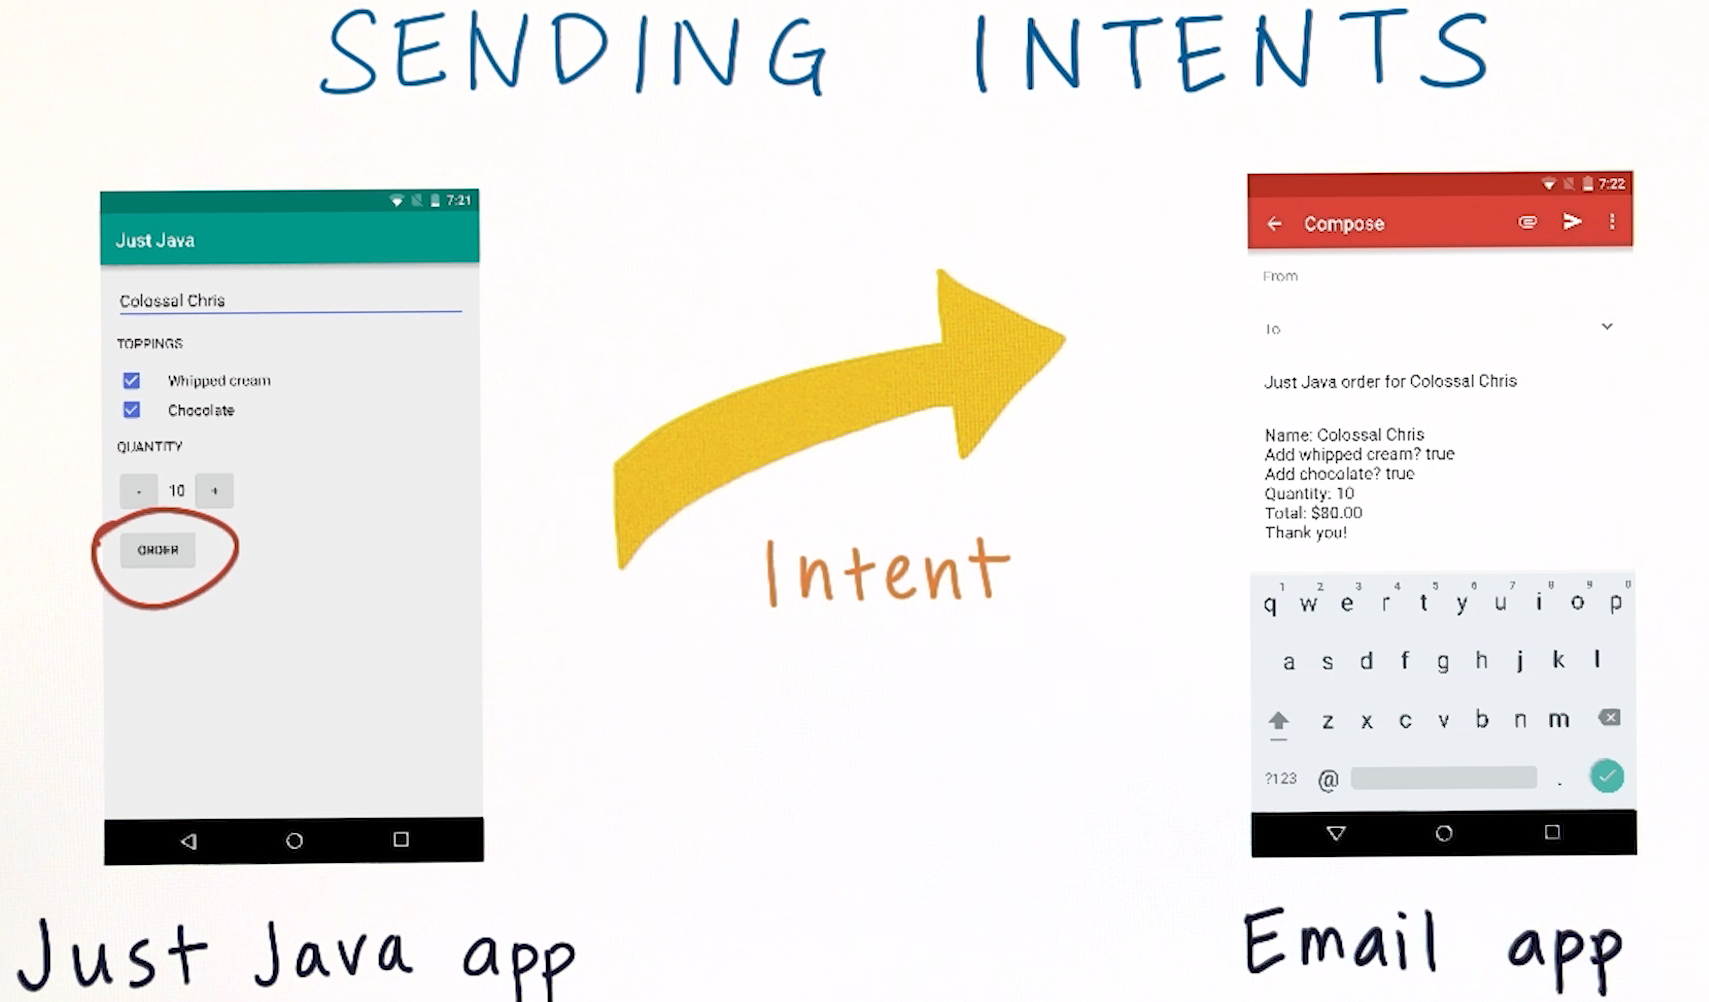 SENDING INTENTS
7:21
Just Java
Colossal Chris
TOPPINGS
Whipped cream
Chocolate
QUANTITY
- 10 +
ORDER
Just Java app
Intent
7:22
Compose
From
To
Just Java order for Colossal Chris
Name: Colossal Chris
Add whipped cream? true
Add chocolate? true
Quantity: 10
Total: $80.00
Thank you!
1 2 3 4 5 6 7 8 9 0
q w e r t y u i o p
a s d f g h j k l
z x c v b n m
?123 @ .
Email app